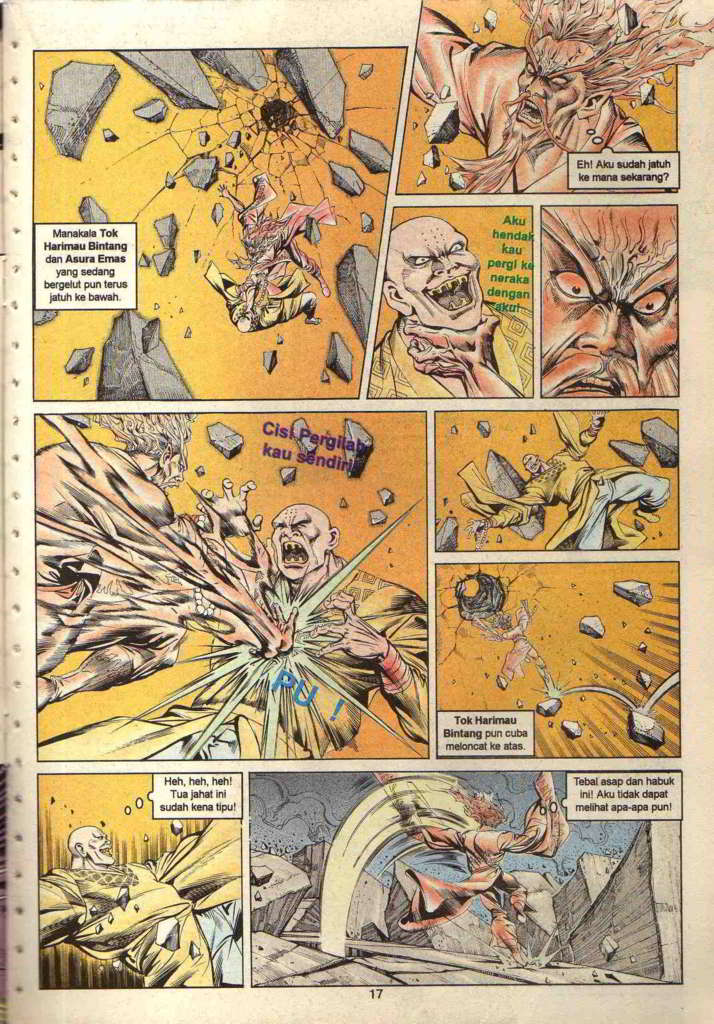 Manakala Tok
Harimau Bintang
dan Asura Emas
yang sedang
bergelut pun terus
jatuh ke bawah.
Eh! Aku sudah jatuh
ke mana sekarang?
Aku
hendak
kau
pergi ke
neraka
dengan
aku!
Cis! Pergilah
kau sendiri!
PU!
Tok Harimau
Bintang pun cuba
meloncat ke atas.
Heh, heh, heh!
Tua jahat ini
sudah kena tipu!
Tebal asap dan habuk
ini! Aku tidak dapat
melihat apa-apa pun!
17